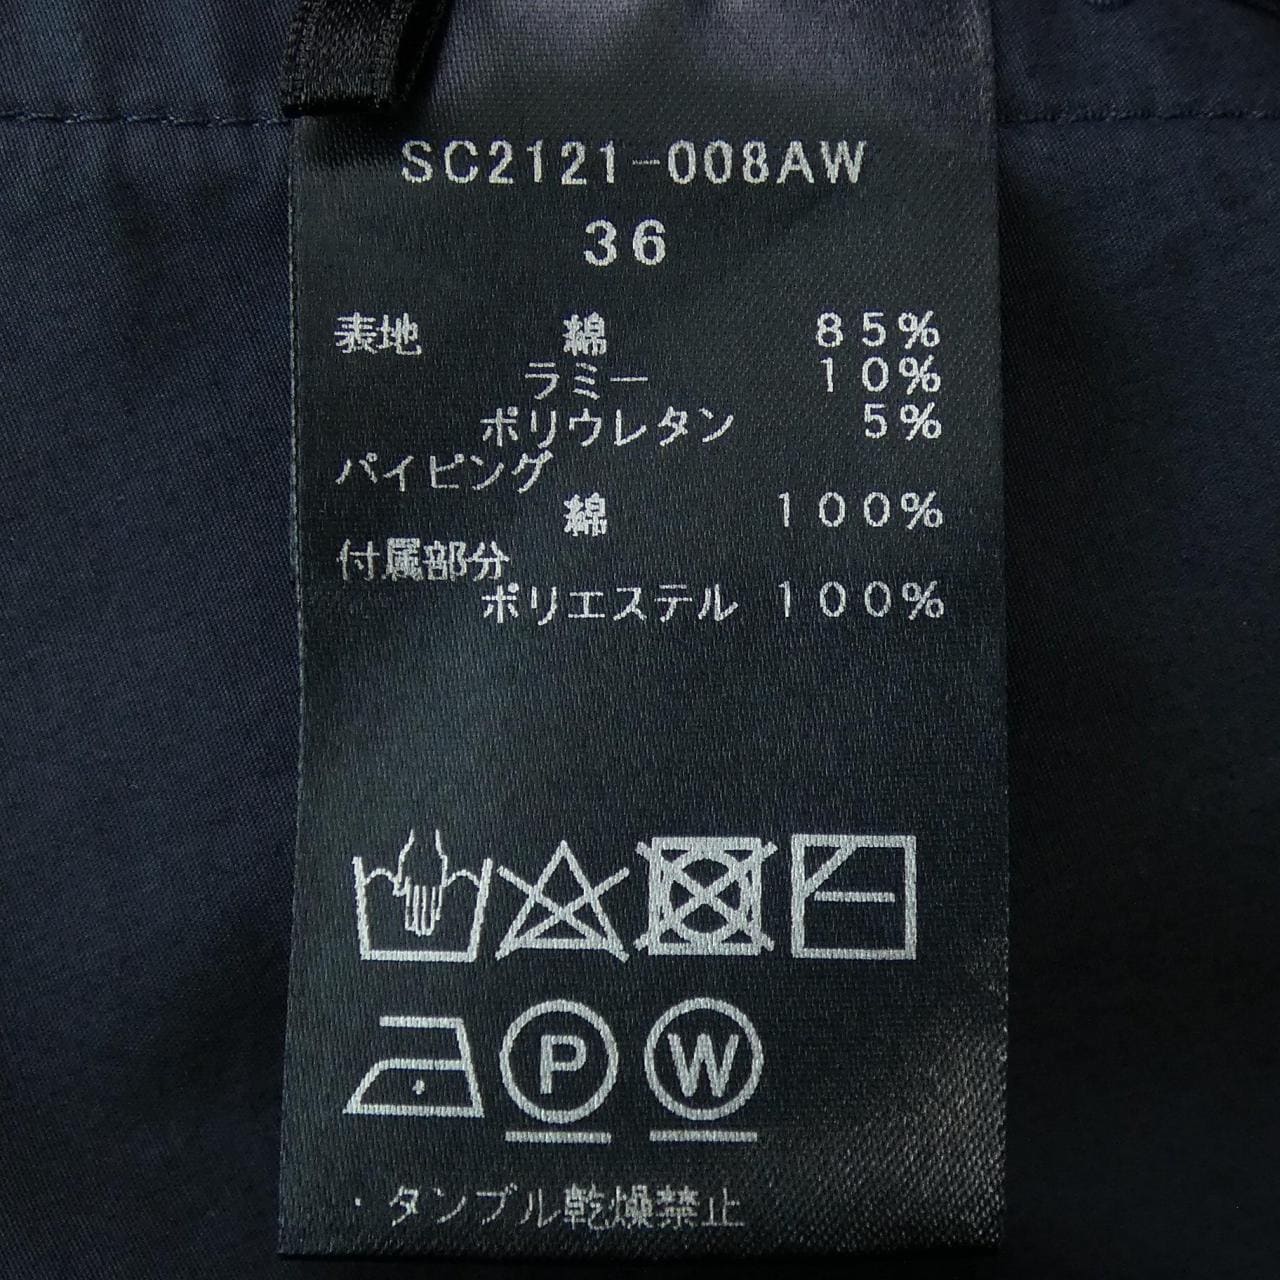 SC2121-008AW
36
表地 綿 85%
ラミー 10%
ポリウレタン 5%
パイピング
綿 100%
付属部分
ポリエステル 100%
P W
・タンブル乾燥禁止